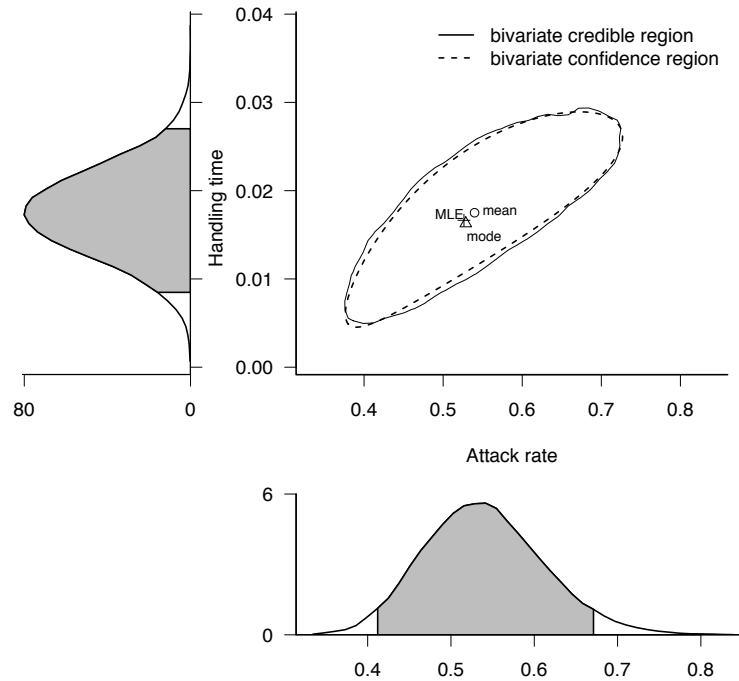 0.04
bivariate credible region
bivariate confidence region
0.03
Handling time
0.02
MLE
mean
mode
0.01
0.00
80 0
0.4 0.5 0.6 0.7 0.8
Attack rate
6
0
0.4 0.5 0.6 0.7 0.8